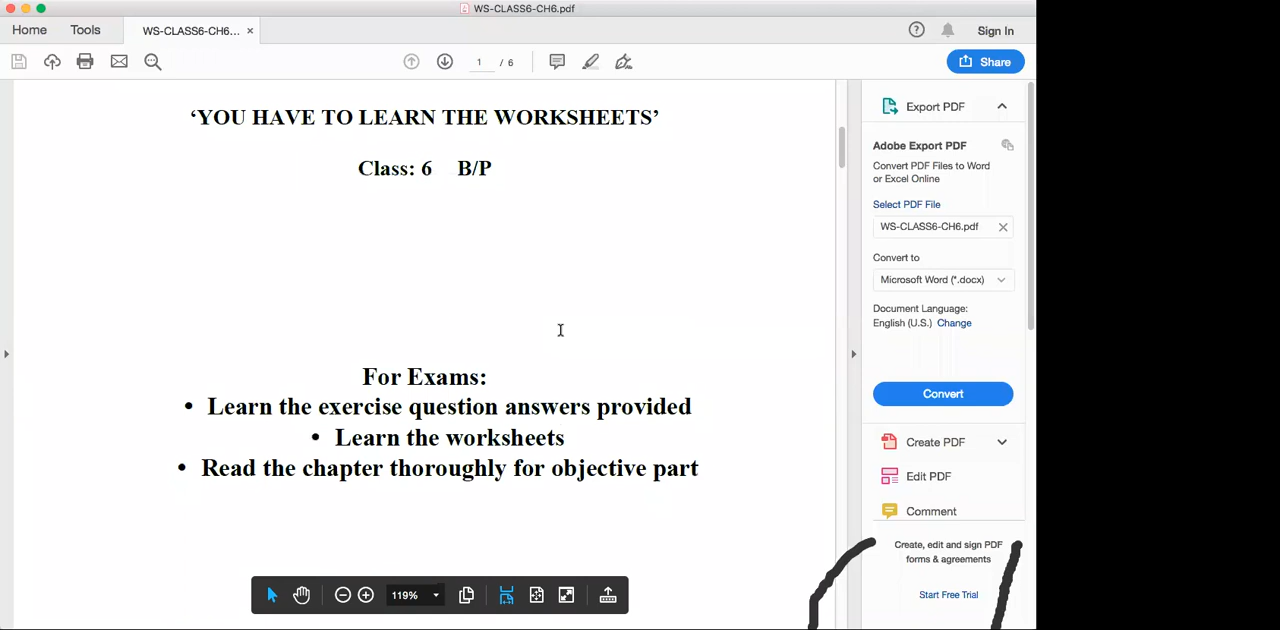 WS-CLASS6-CH6.pdf
Home Tools WS-CLASS6-CH6... × Sign In
1 / 6 Share
‘YOU HAVE TO LEARN THE WORKSHEETS’
Class: 6 B/P
For Exams:
• Learn the exercise question answers provided
• Learn the worksheets
• Read the chapter thoroughly for objective part
119%
Export PDF
Adobe Export PDF
Convert PDF Files to Word
or Excel Online
Select PDF File
WS-CLASS6-CH6.pdf
Convert to
Microsoft Word (*.docx)
Document Language:
English (U.S.) Change
Convert
Create PDF
Edit PDF
Comment
Create, edit and sign PDF
forms & agreements
Start Free Trial